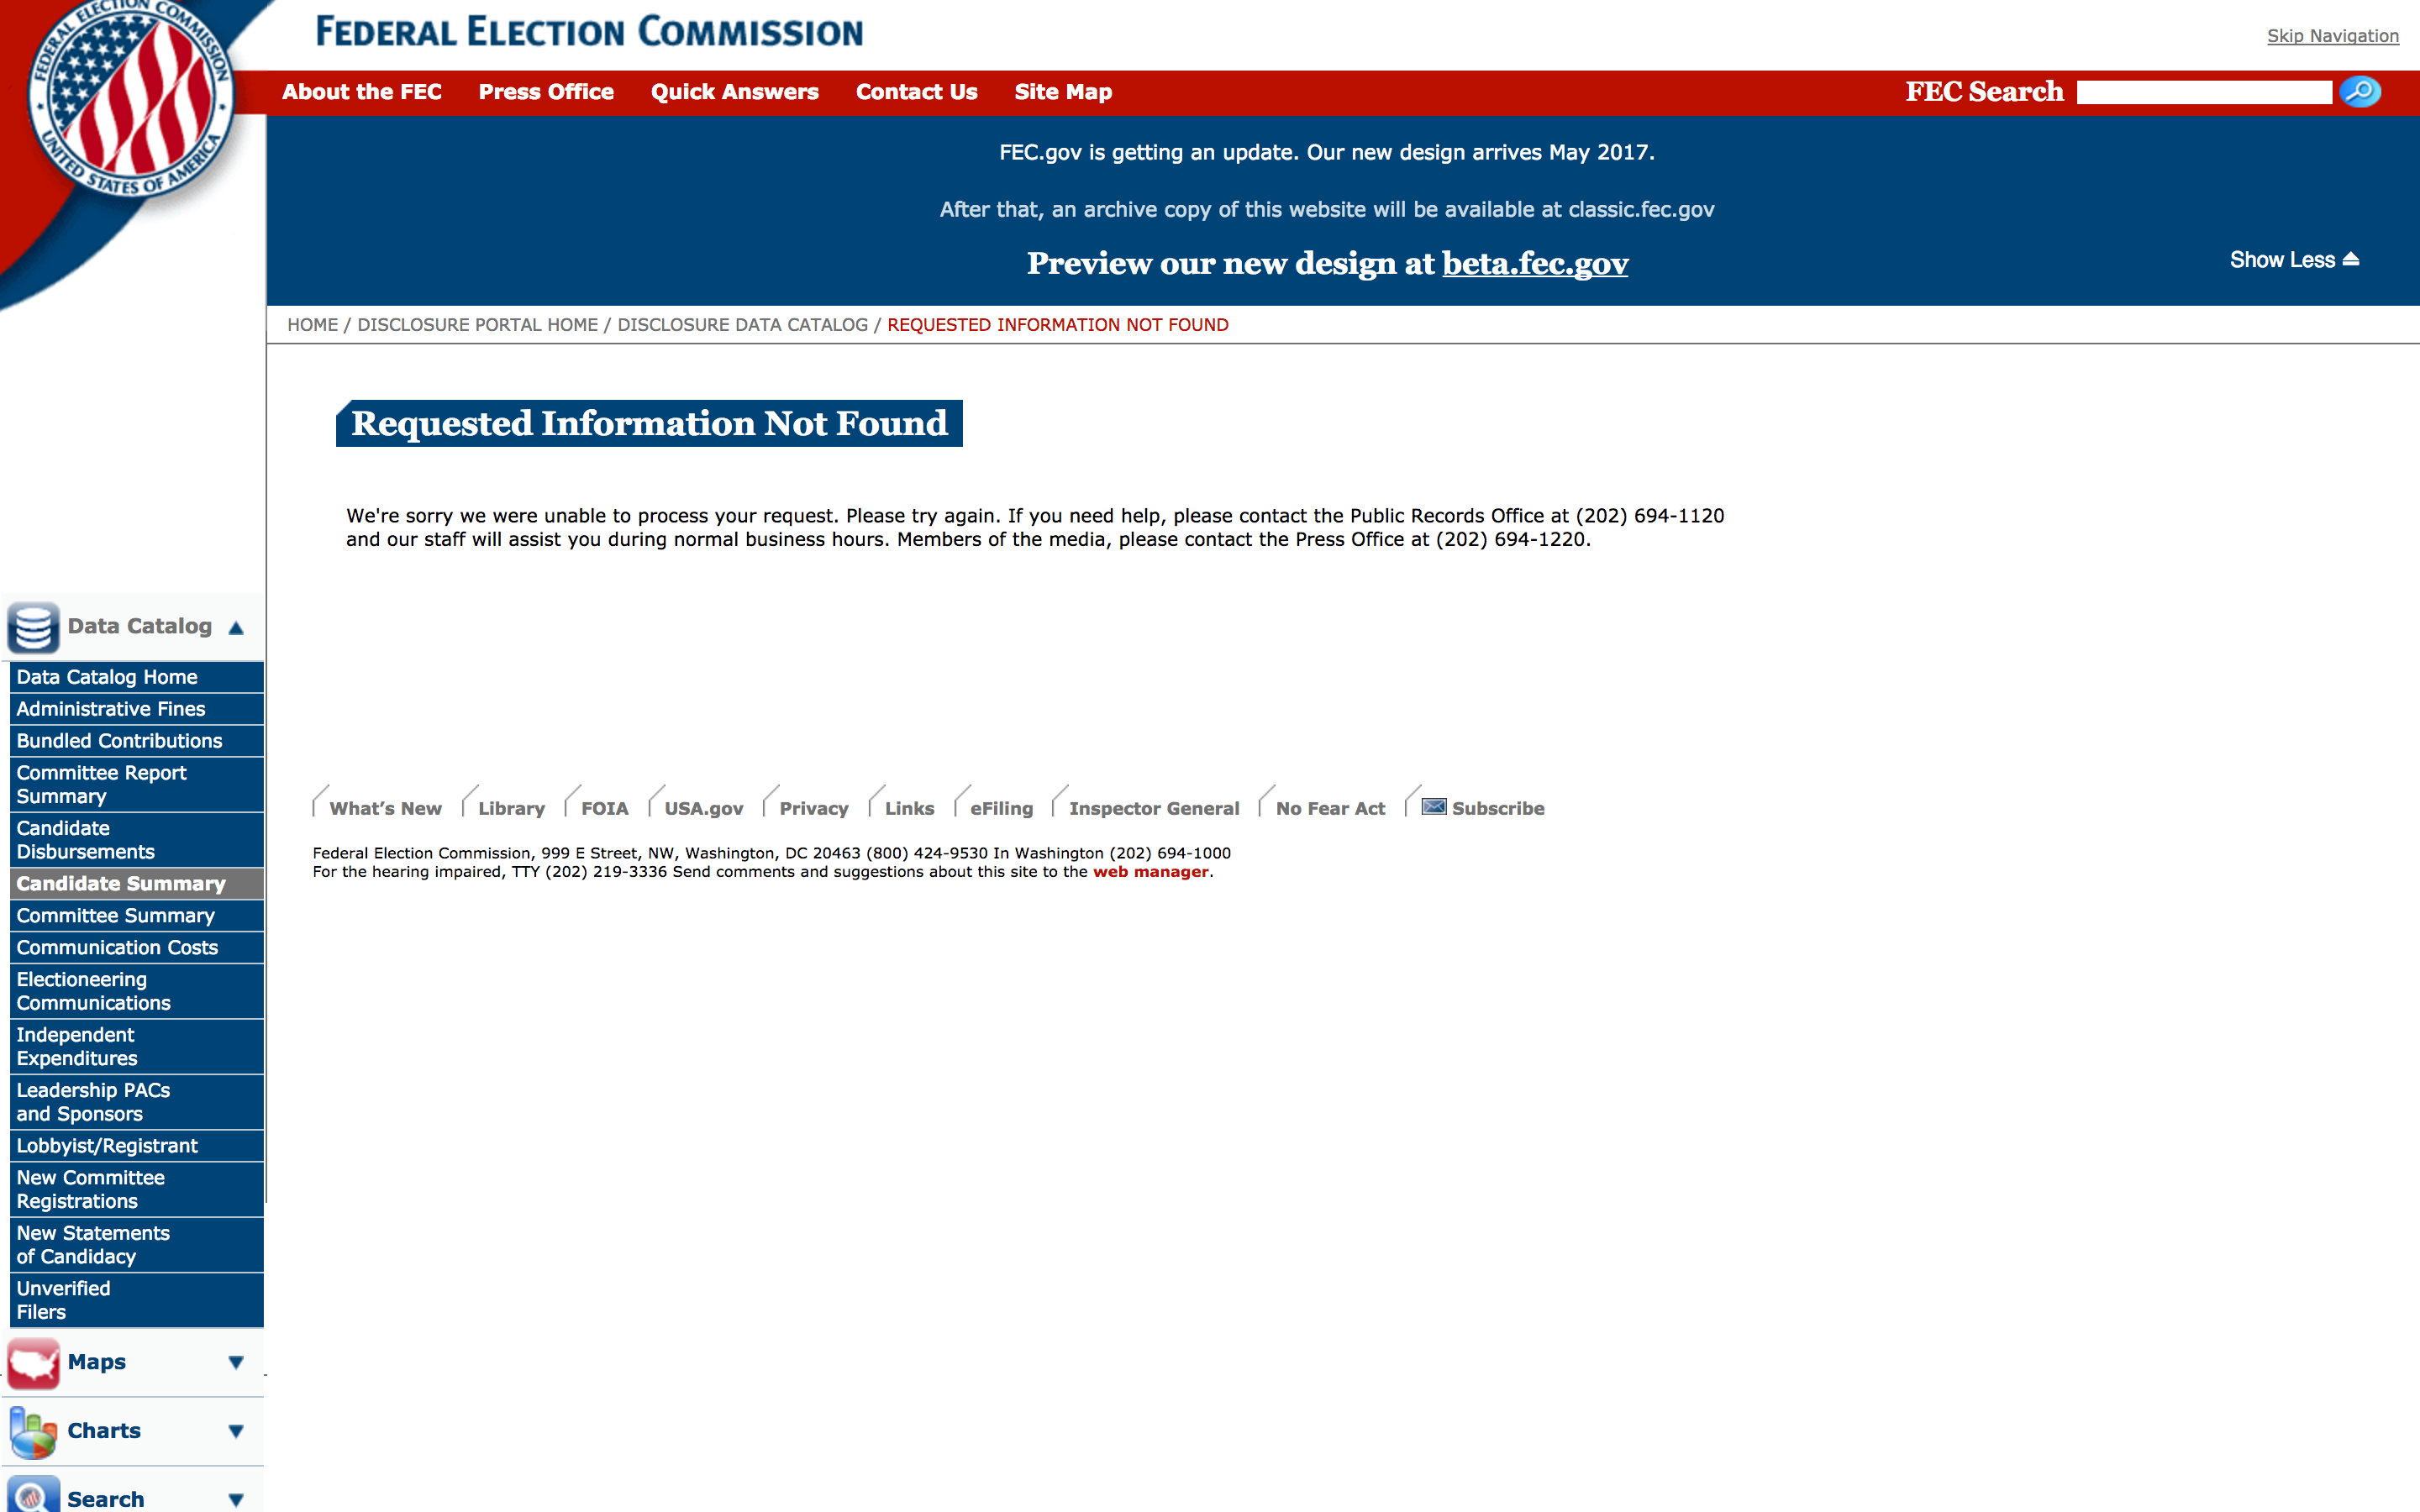 FEDERAL ELECTION COMMISSION
UNITED STATES OF AMERICA
FEDERAL ELECTION COMMISSION
Skip Navigation
About the FEC Press Office Quick Answers Contact Us Site Map FEC Search
FEC.gov is getting an update. Our new design arrives May 2017.
After that, an archive copy of this website will be available at classic.fec.gov
Preview our new design at beta.fec.gov
Show Less
HOME / DISCLOSURE PORTAL HOME / DISCLOSURE DATA CATALOG / REQUESTED INFORMATION NOT FOUND
Requested Information Not Found
We're sorry we were unable to process your request. Please try again. If you need help, please contact the Public Records Office at (202) 694-1120
and our staff will assist you during normal business hours. Members of the media, please contact the Press Office at (202) 694-1220.
Data Catalog
Data Catalog Home
Administrative Fines
Bundled Contributions
Committee Report
Summary
Candidate
Disbursements
Candidate Summary
Committee Summary
Communication Costs
Electioneering
Communications
Independent
Expenditures
Leadership PACs
and Sponsors
Lobbyist/Registrant
New Committee
Registrations
New Statements
of Candidacy
Unverified
Filers
Maps
Charts
Search
What's New Library FOIA USA.gov Privacy Links eFiling Inspector General No Fear Act Subscribe
Federal Election Commission, 999 E Street, NW, Washington, DC 20463 (800) 424-9530 In Washington (202) 694-1000
For the hearing impaired, TTY (202) 219-3336 Send comments and suggestions about this site to the web manager.